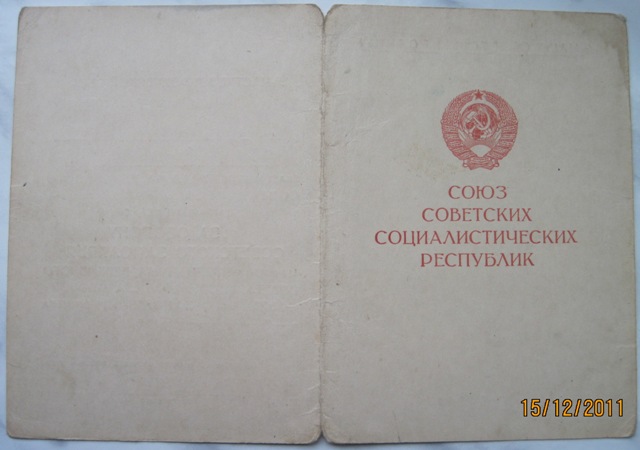 СОЮЗ
СОВЕТСКИХ
СОЦИАЛИСТИЧЕСКИХ
РЕСПУБЛИК
15/12/2011